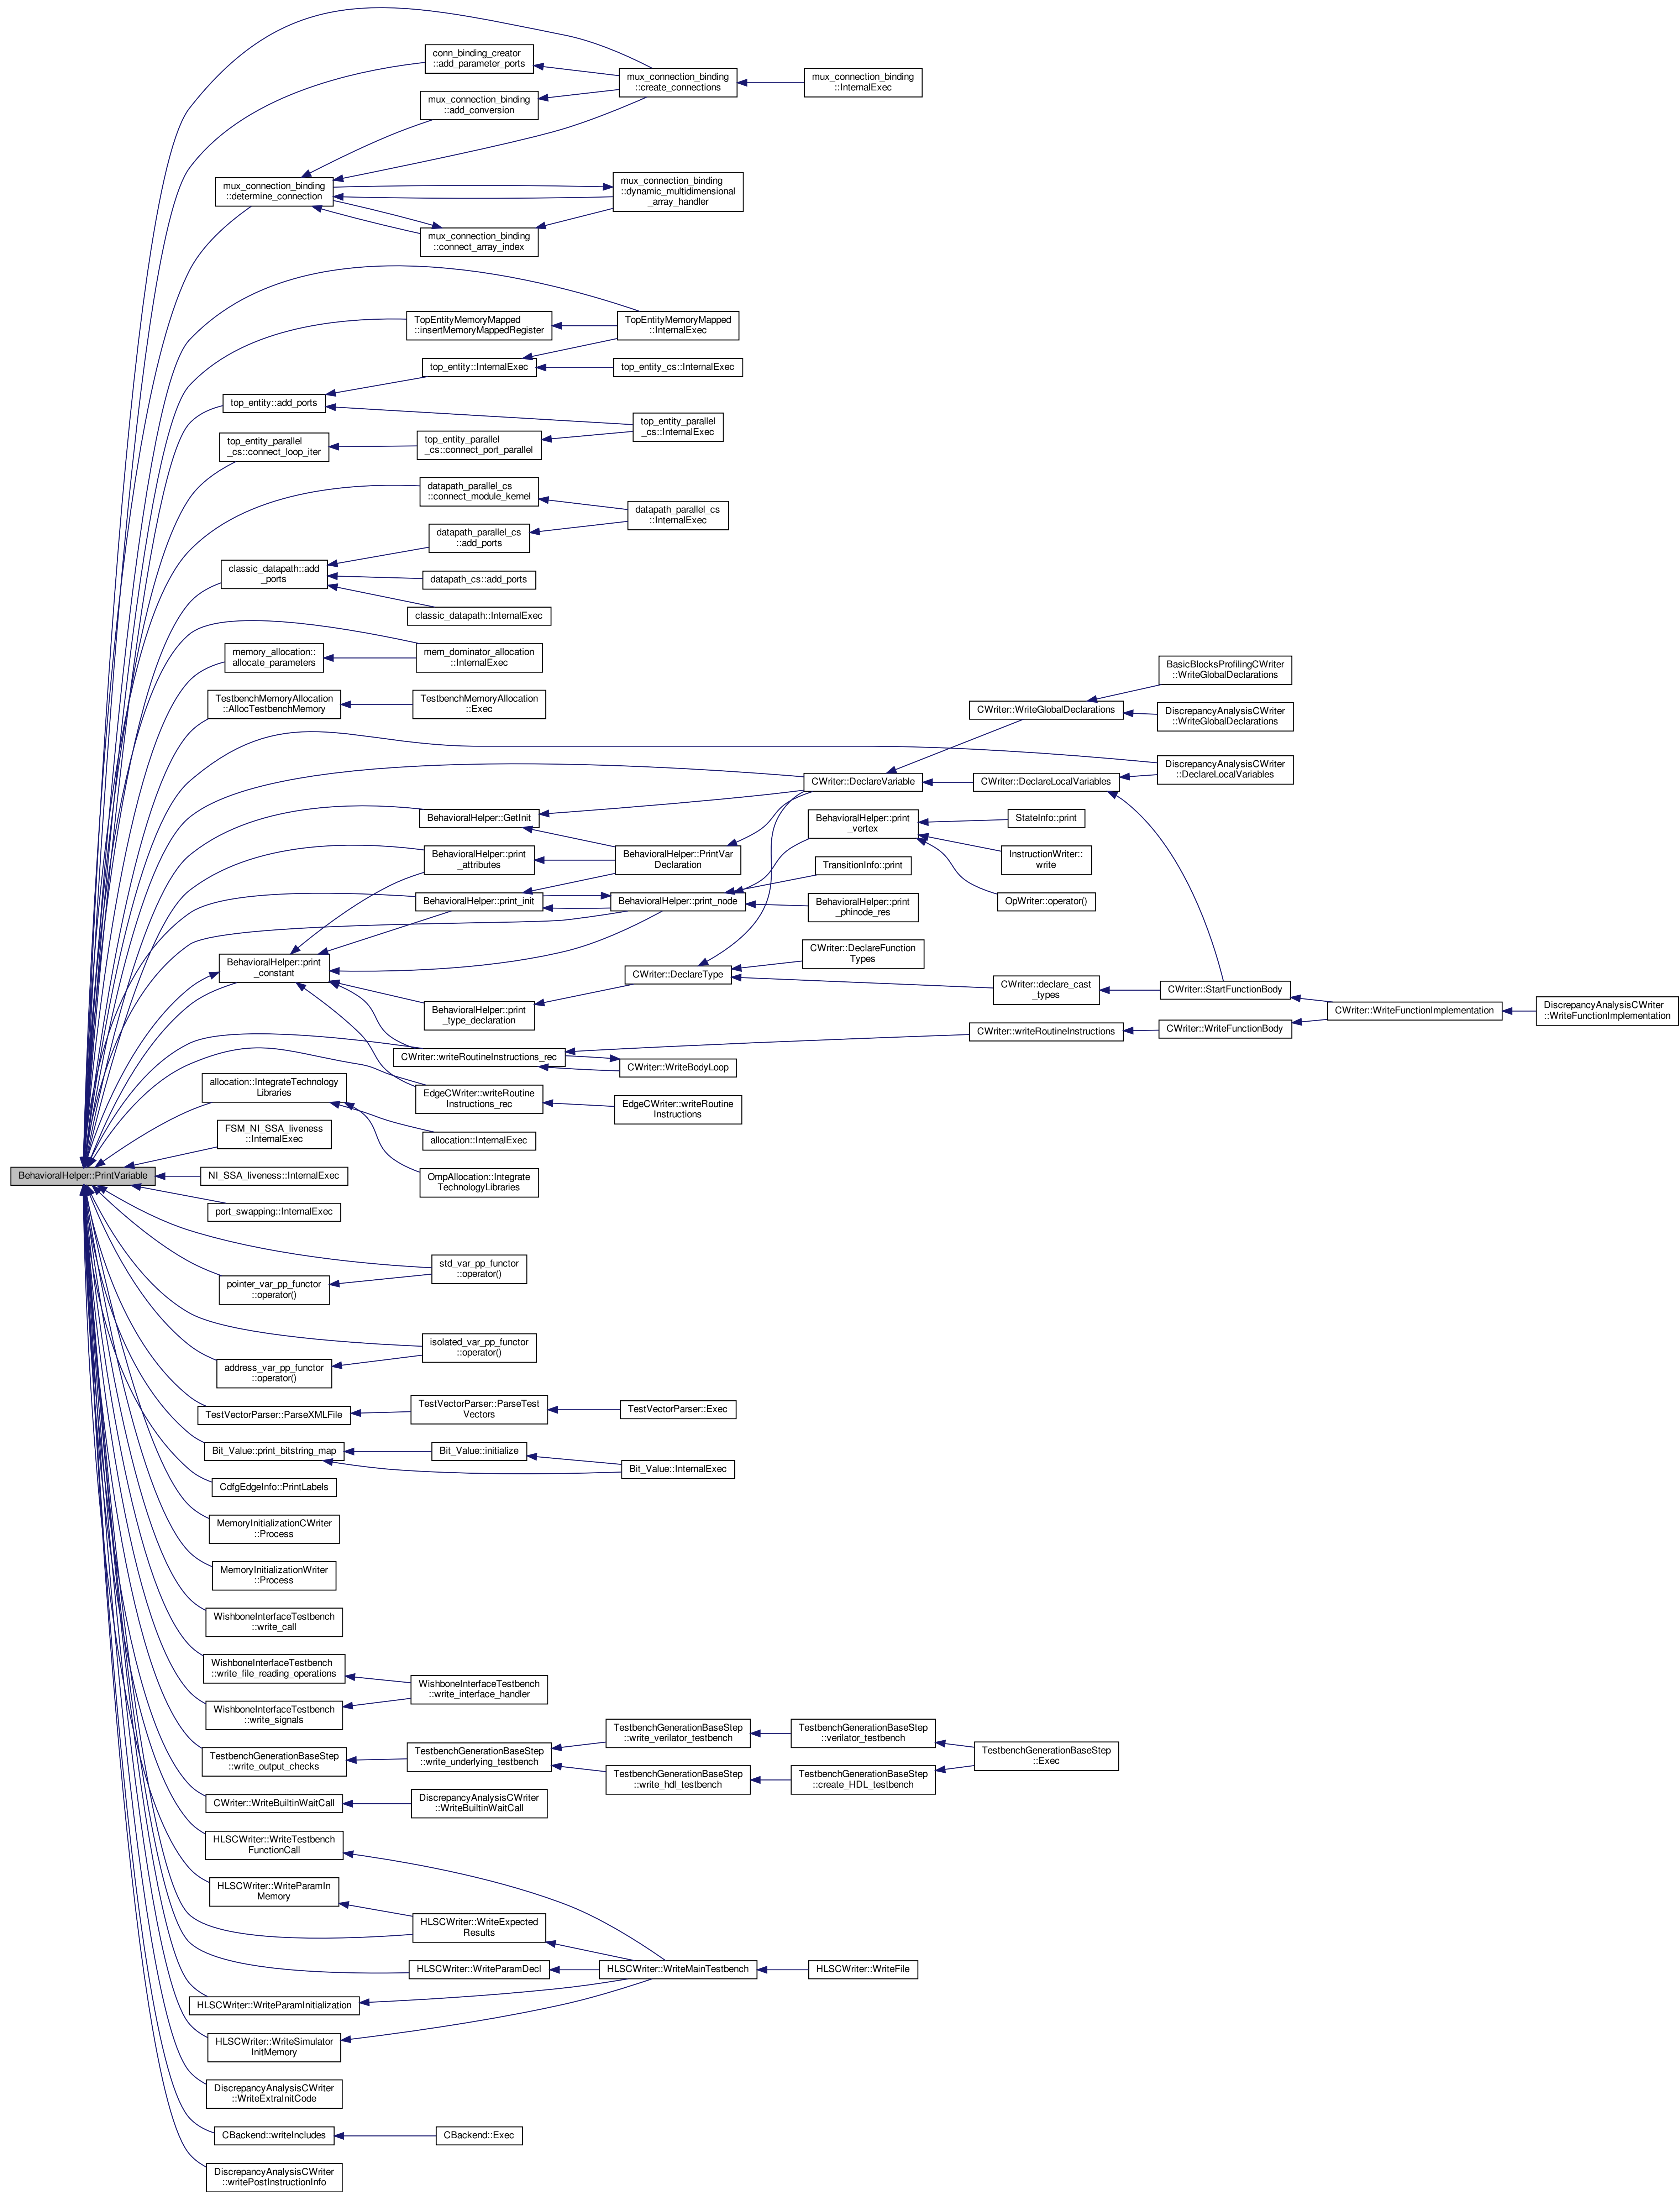 conn_binding_creator
::add_parameter_ports
mux_connection_binding
::create_connections
mux_connection_binding
::InternalExec
mux_connection_binding
::add_conversion
mux_connection_binding
::determine_connection
mux_connection_binding
::dynamic_multidimensional
_array_handler
mux_connection_binding
::connect_array_index
TopEntityMemoryMapped
::insertMemoryMappedRegister
TopEntityMemoryMapped
::InternalExec
top_entity::InternalExec
top_entity_cs::InternalExec
top_entity::add_ports
top_entity_parallel
_cs::InternalExec
top_entity_parallel
_cs::connect_loop_iter
top_entity_parallel
_cs::connect_port_parallel
datapath_parallel_cs
::connect_module_kernel
datapath_parallel_cs
::InternalExec
datapath_parallel_cs
::add_ports
classic_datapath::add
_ports
datapath_cs::add_ports
classic_datapath::InternalExec
memory_allocation::
allocate_parameters
mem_dominator_allocation
::InternalExec
BasicBlocksProfilingCWriter
::WriteGlobalDeclarations
TestbenchMemoryAllocation
::AllocTestbenchMemory
TestbenchMemoryAllocation
::Exec
CWriter::WriteGlobalDeclarations
DiscrepancyAnalysisCWriter
::WriteGlobalDeclarations
DiscrepancyAnalysisCWriter
::DeclareLocalVariables
CWriter::DeclareVariable
CWriter::DeclareLocalVariables
BehavioralHelper::GetInit
BehavioralHelper::print
_vertex
StateInfo::print
BehavioralHelper::print
_attributes
BehavioralHelper::PrintVar
Declaration
InstructionWriter::
write
TransitionInfo::print
BehavioralHelper::print_init
BehavioralHelper::print_node
BehavioralHelper::print
_phinode_res
OpWriter::operator()
BehavioralHelper::print
_constant
CWriter::DeclareFunction
Types
CWriter::DeclareType
CWriter::declare_cast
_types
CWriter::StartFunctionBody
BehavioralHelper::print
_type_declaration
CWriter::WriteFunctionImplementation
DiscrepancyAnalysisCWriter
::WriteFunctionImplementation
CWriter::writeRoutineInstructions
CWriter::WriteFunctionBody
CWriter::writeRoutineInstructions_rec
CWriter::WriteBodyLoop
allocation::IntegrateTechnology
Libraries
EdgeCWriter::writeRoutine
Instructions_rec
EdgeCWriter::writeRoutine
Instructions
FSM_NI_SSA_liveness
::InternalExec
allocation::InternalExec
BehavioralHelper::PrintVariable
NI_SSA_liveness::InternalExec
OmpAllocation::Integrate
TechnologyLibraries
port_swapping::InternalExec
std_var_pp_functor
::operator()
pointer_var_pp_functor
::operator()
isolated_var_pp_functor
::operator()
address_var_pp_functor
::operator()
TestVectorParser::ParseXMLFile
TestVectorParser::ParseTest
Vectors
TestVectorParser::Exec
Bit_Value::print_bitstring_map
Bit_Value::initialize
Bit_Value::InternalExec
CdfgEdgeInfo::PrintLabels
MemoryInitializationCWriter
::Process
MemoryInitializationWriter
::Process
WishboneInterfaceTestbench
::write_call
WishboneInterfaceTestbench
::write_file_reading_operations
WishboneInterfaceTestbench
::write_interface_handler
WishboneInterfaceTestbench
::write_signals
TestbenchGenerationBaseStep
::write_output_checks
TestbenchGenerationBaseStep
::write_underlying_testbench
TestbenchGenerationBaseStep
::write_verilator_testbench
TestbenchGenerationBaseStep
::verilator_testbench
TestbenchGenerationBaseStep
::Exec
TestbenchGenerationBaseStep
::write_hdl_testbench
TestbenchGenerationBaseStep
::create_HDL_testbench
CWriter::WriteBuiltinWaitCall
DiscrepancyAnalysisCWriter
::WriteBuiltinWaitCall
HLSCWriter::WriteTestbench
FunctionCall
HLSCWriter::WriteParamIn
Memory
HLSCWriter::WriteExpected
Results
HLSCWriter::WriteParamDecl
HLSCWriter::WriteMainTestbench
HLSCWriter::WriteFile
HLSCWriter::WriteParamInitialization
HLSCWriter::WriteSimulator
InitMemory
DiscrepancyAnalysisCWriter
::WriteExtraInitCode
CBackend::writeIncludes
CBackend::Exec
DiscrepancyAnalysisCWriter
::writePostInstructionInfo